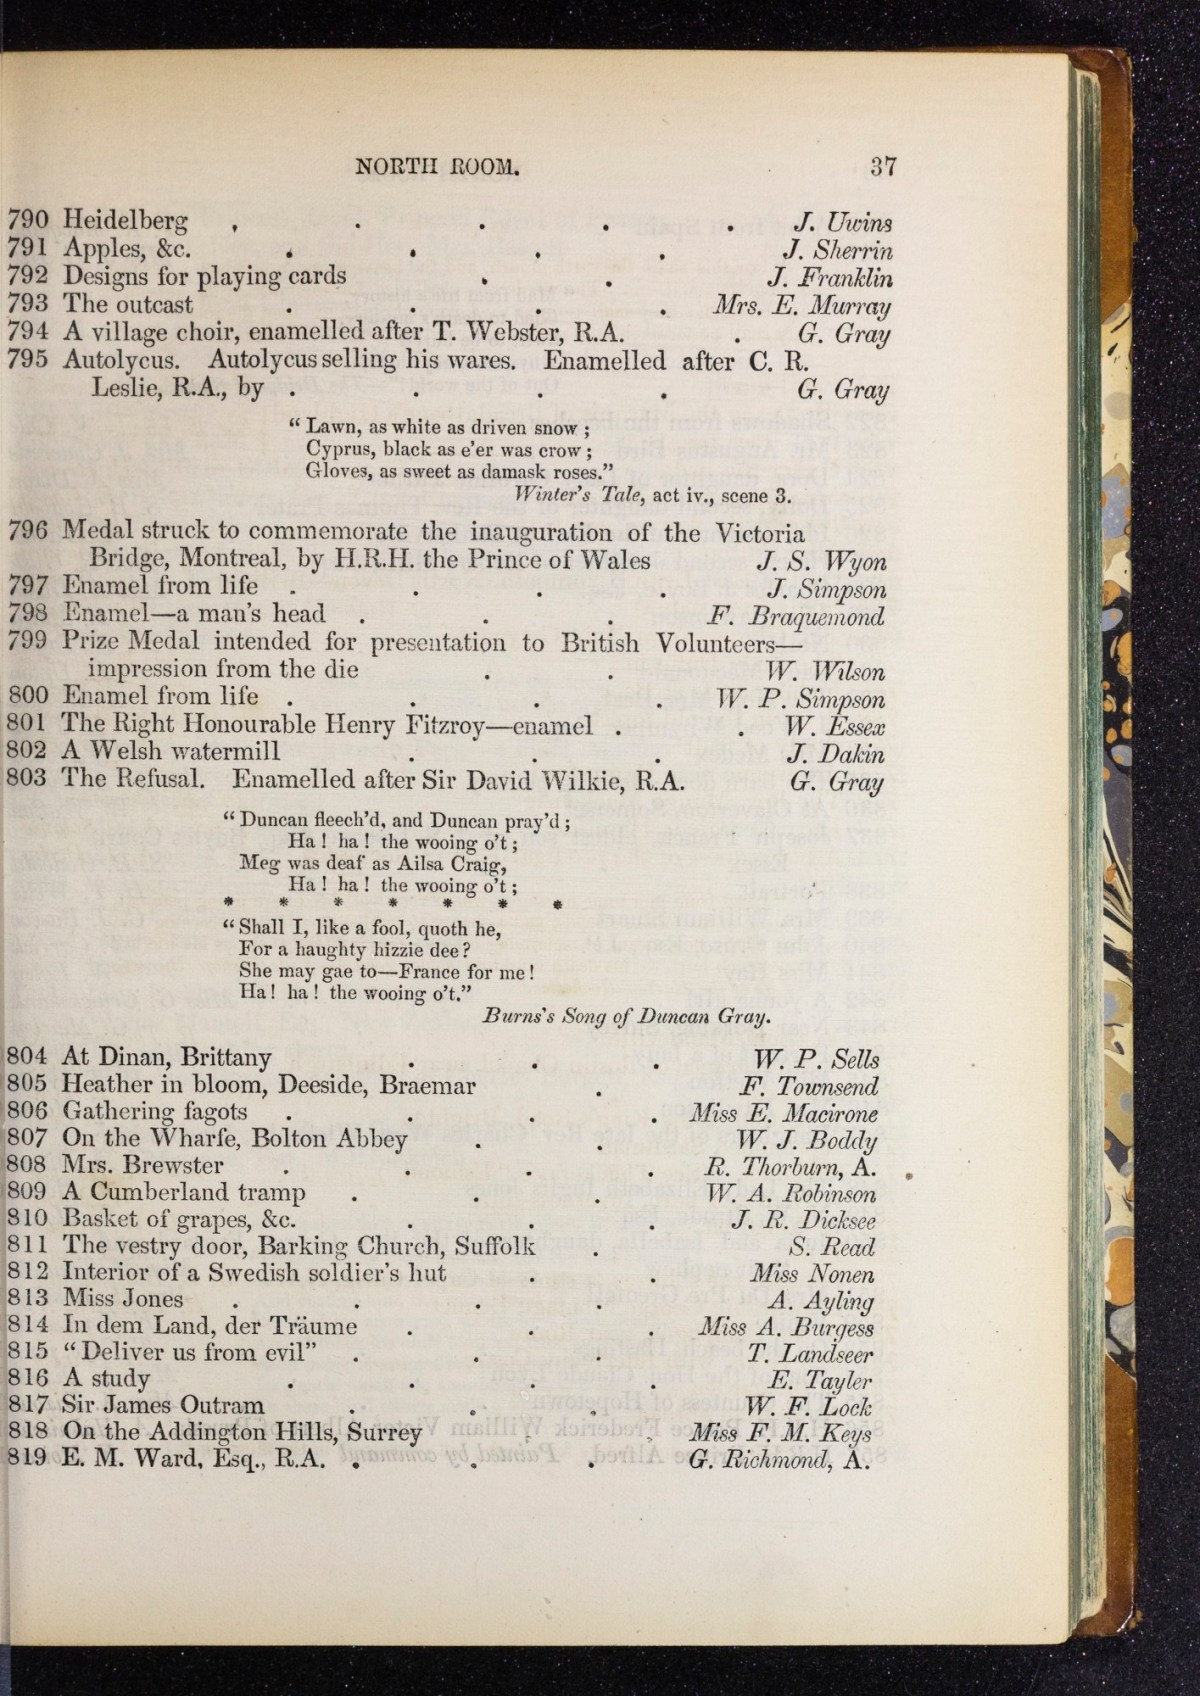 NORTH ROOM. 37
790 Heidelberg . . . . . J. Uwins
791 Apples, &c. . . . . J. Sherrin
792 Designs for playing cards . . J. Franklin
793 The outcast . . . . Mrs. E. Murray
794 A village choir, enamelled after T. Webster, R.A. . G. Gray
795 Autolycus. Autolycus selling his wares. Enamelled after C. R.
Leslie, R.A., by . . . . G. Gray
“ Lawn, as white as driven snow ;
Cyprus, black as e’er was crow ;
Gloves, as sweet as damask roses.”
Winter’s Tale, act iv., scene 3.
796 Medal struck to commemorate the inauguration of the Victoria
Bridge, Montreal, by H.R.H. the Prince of Wales J. S. Wyon
797 Enamel from life . . . . J. Simpson
798 Enamel—a man’s head . . . F. Braquemond
799 Prize Medal intended for presentation to British Volunteers—
impression from the die . . W. Wilson
800 Enamel from life . . . . W. P. Simpson
801 The Right Honourable Henry Fitzroy—enamel . . W. Essex
802 A Welsh watermill . . . J. Dakin
803 The Refusal. Enamelled after Sir David Wilkie, R.A. G. Gray
“ Duncan fleech’d, and Duncan pray’d ;
Ha ! ha ! the wooing o’t ;
Meg was deaf as Ailsa Craig,
Ha ! ha ! the wooing o’t ;
* * * * * * *
“ Shall I, like a fool, quoth he,
For a haughty hizzie dee ?
She may gae to—France for me !
Ha ! ha ! the wooing o’t.”
Burns’s Song of Duncan Gray.
804 At Dinan, Brittany . . . W. P. Sells
805 Heather in bloom, Deeside, Braemar . F. Townsend
806 Gathering fagots . . . . Miss E. Macirone
807 On the Wharfe, Bolton Abbey . . W. J. Boddy
808 Mrs. Brewster . . . . R. Thorburn, A.
809 A Cumberland tramp . . . W. A. Robinson
810 Basket of grapes, &c. . . . J. R. Dicksee
811 The vestry door, Barking Church, Suffolk . S. Read
812 Interior of a Swedish soldier’s hut . . Miss Nonen
813 Miss Jones . . . . A. Ayling
814 In dem Land, der Träume . . . Miss A. Burgess
815 “ Deliver us from evil” . . . T. Landseer
816 A study . . . . E. Tayler
817 Sir James Outram . . . W. F. Lock
818 On the Addington Hills, Surrey . . Miss F. M. Keys
819 E. M. Ward, Esq., R.A. . . . G. Richmond, A.